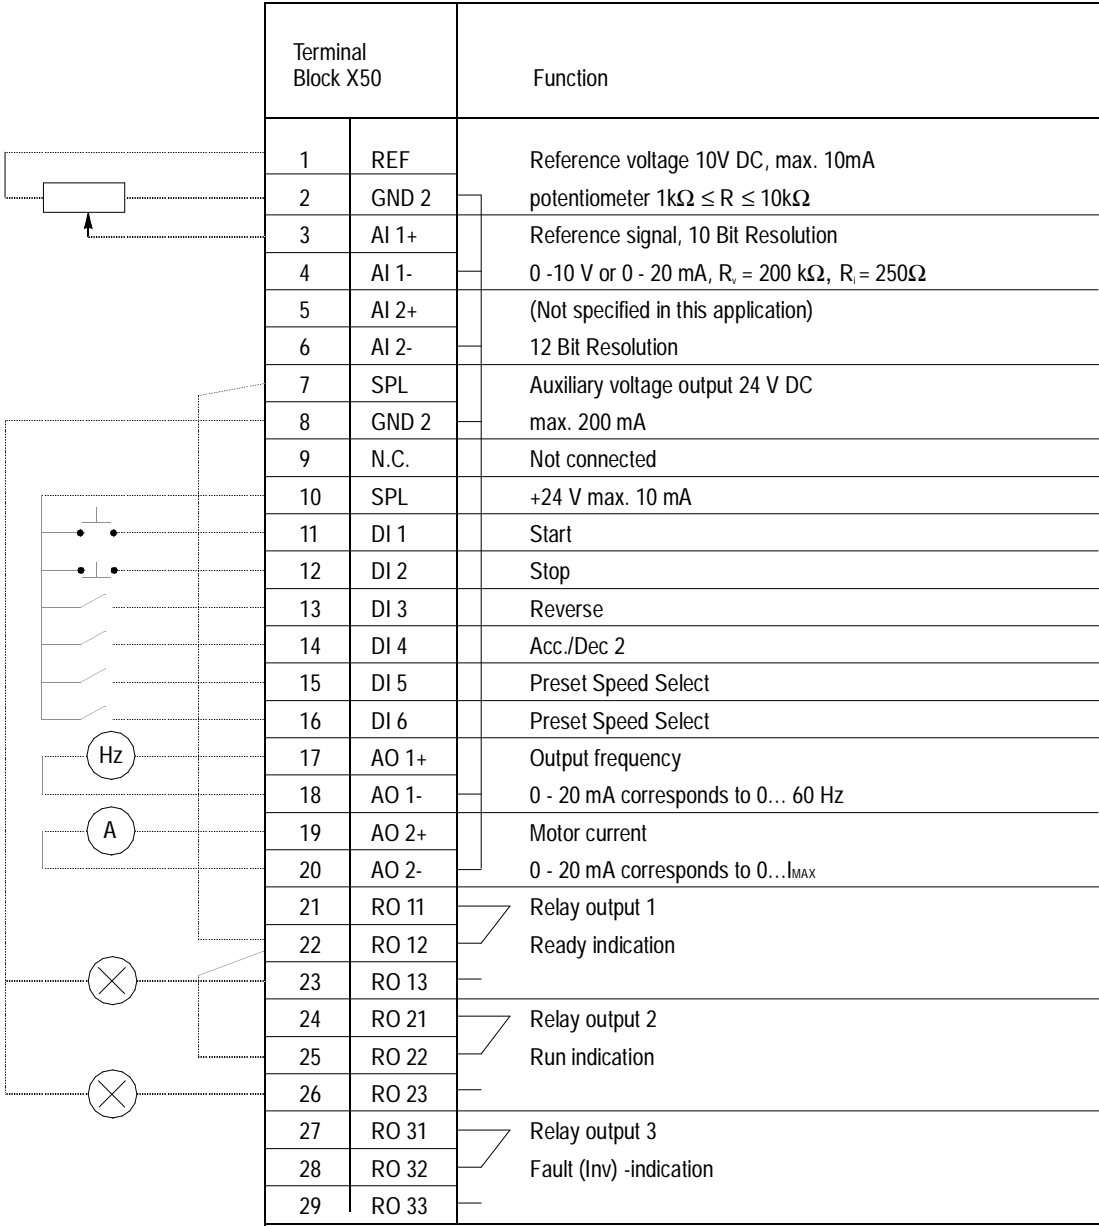 Terminal
Block X50 Function
1 REF Reference voltage 10V DC, max. 10mA
2 GND 2 potentiometer 1kΩ ≤ R ≤ 10kΩ
3 AI 1+ Reference signal, 10 Bit Resolution
4 AI 1- 0 -10 V or 0 - 20 mA, Rv = 200 kΩ, Ri = 250Ω
5 AI 2+ (Not specified in this application)
6 AI 2- 12 Bit Resolution
7 SPL Auxiliary voltage output 24 V DC
8 GND 2 max. 200 mA
9 N.C. Not connected
10 SPL +24 V max. 10 mA
11 DI 1 Start
12 DI 2 Stop
13 DI 3 Reverse
14 DI 4 Acc./Dec 2
15 DI 5 Preset Speed Select
16 DI 6 Preset Speed Select
Hz 17 AO 1+ Output frequency
18 AO 1- 0 - 20 mA corresponds to 0… 60 Hz
A 19 AO 2+ Motor current
20 AO 2- 0 - 20 mA corresponds to 0…IMAX
21 RO 11 Relay output 1
22 RO 12 Ready indication
23 RO 13
24 RO 21 Relay output 2
25 RO 22 Run indication
26 RO 23
27 RO 31 Relay output 3
28 RO 32 Fault (Inv) -indication
29 RO 33